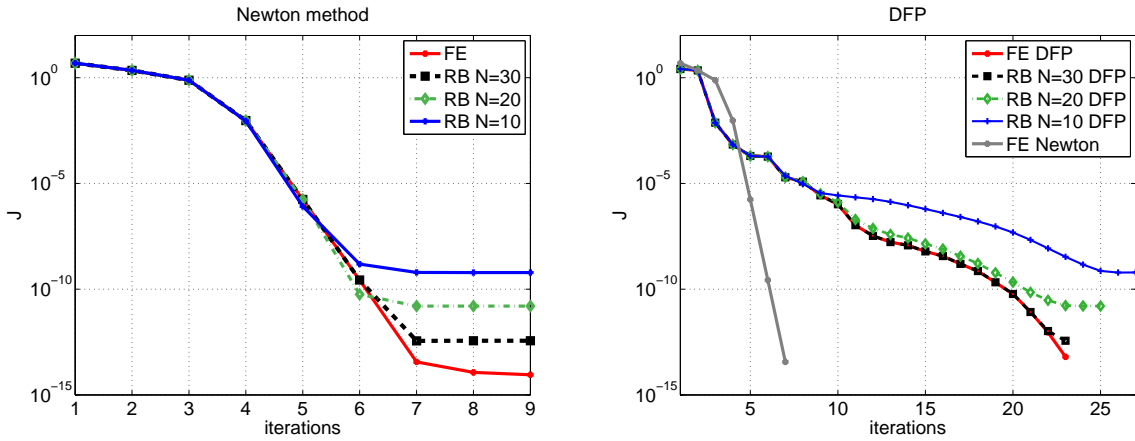 Newton method
J
10^0
10^-5
10^-10
10^-15
1 2 3 4 5 6 7 8 9
iterations
FE
RB N=30
RB N=20
RB N=10
DFP
J
10^0
10^-5
10^-10
10^-15
5 10 15 20 25
iterations
FE DFP
RB N=30 DFP
RB N=20 DFP
RB N=10 DFP
FE Newton